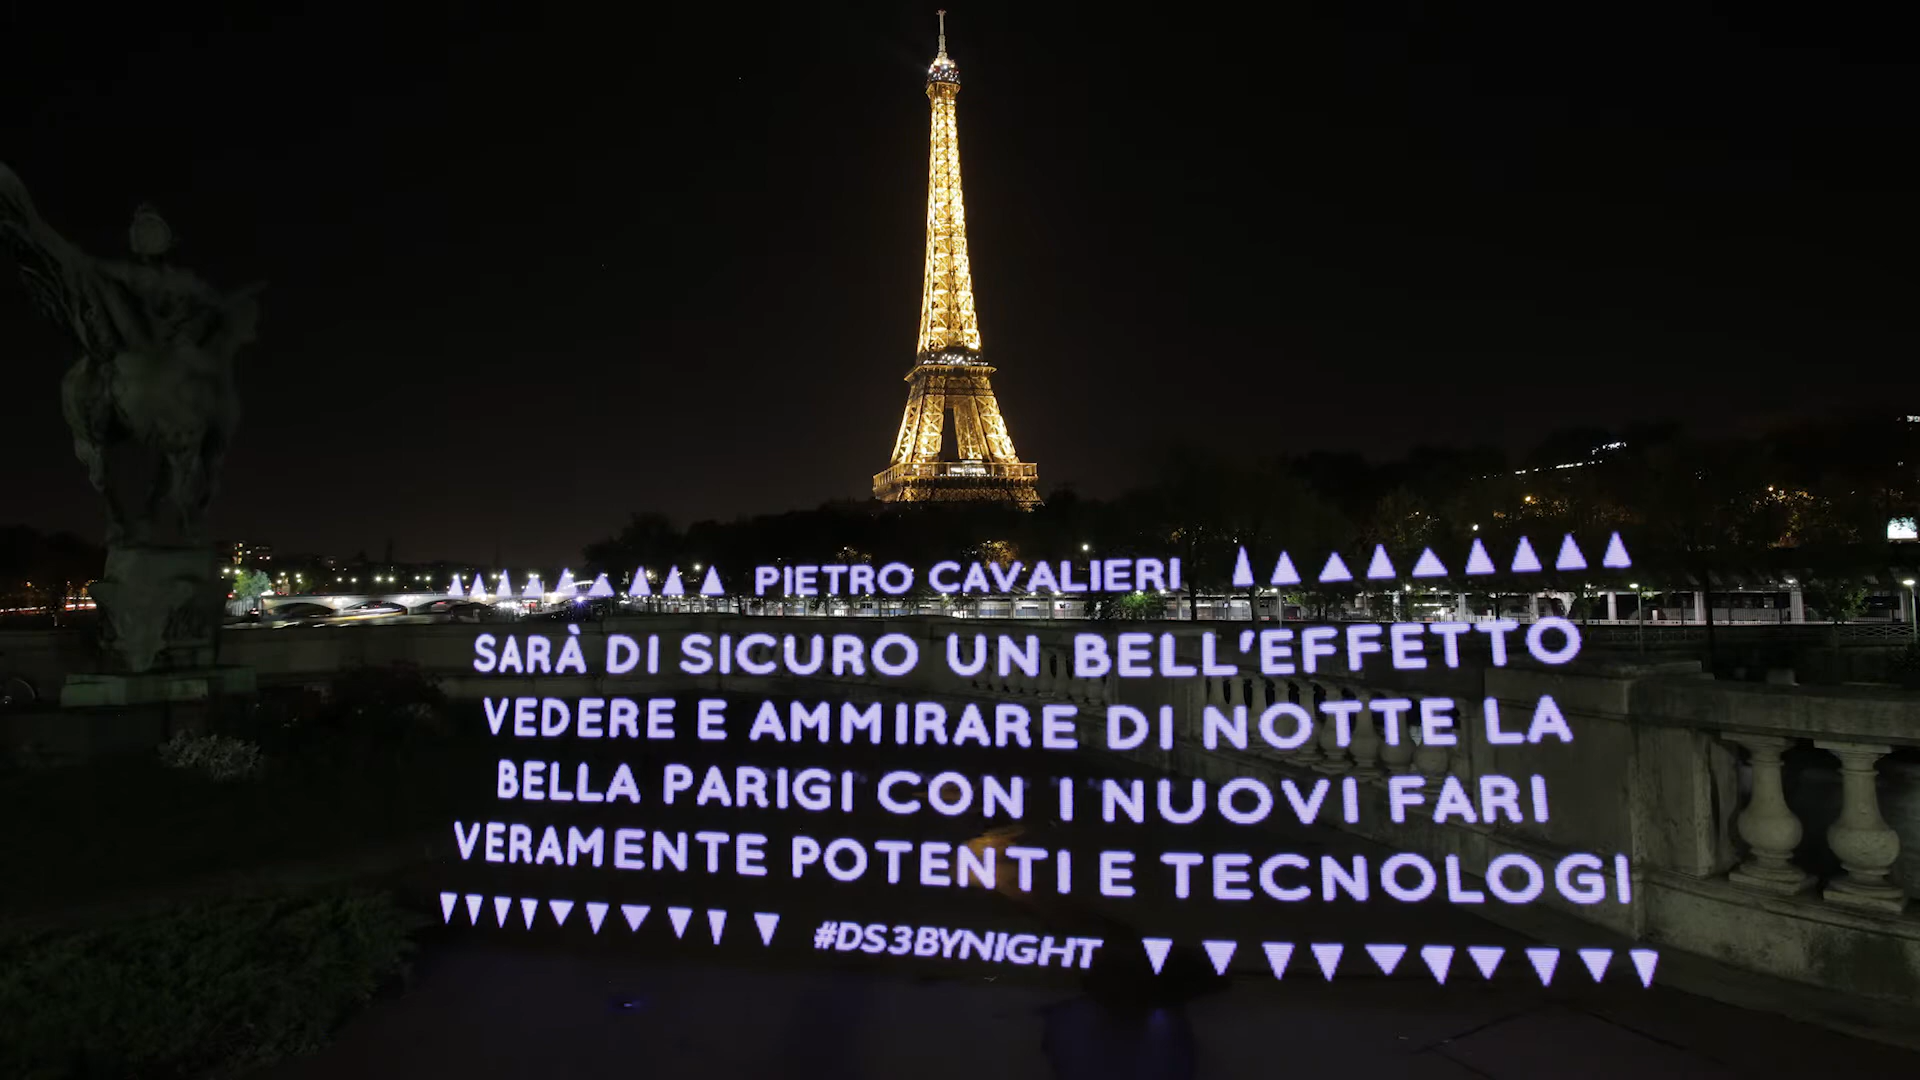 PIETRO CAVALIERI
SARÀ DI SICURO UN BELL'EFFETTO
VEDERE E AMMIRARE DI NOTTE LA
BELLA PARIGI CON I NUOVI FARI
VERAMENTE POTENTI E TECNOLOGI
#DS3BYNIGHT